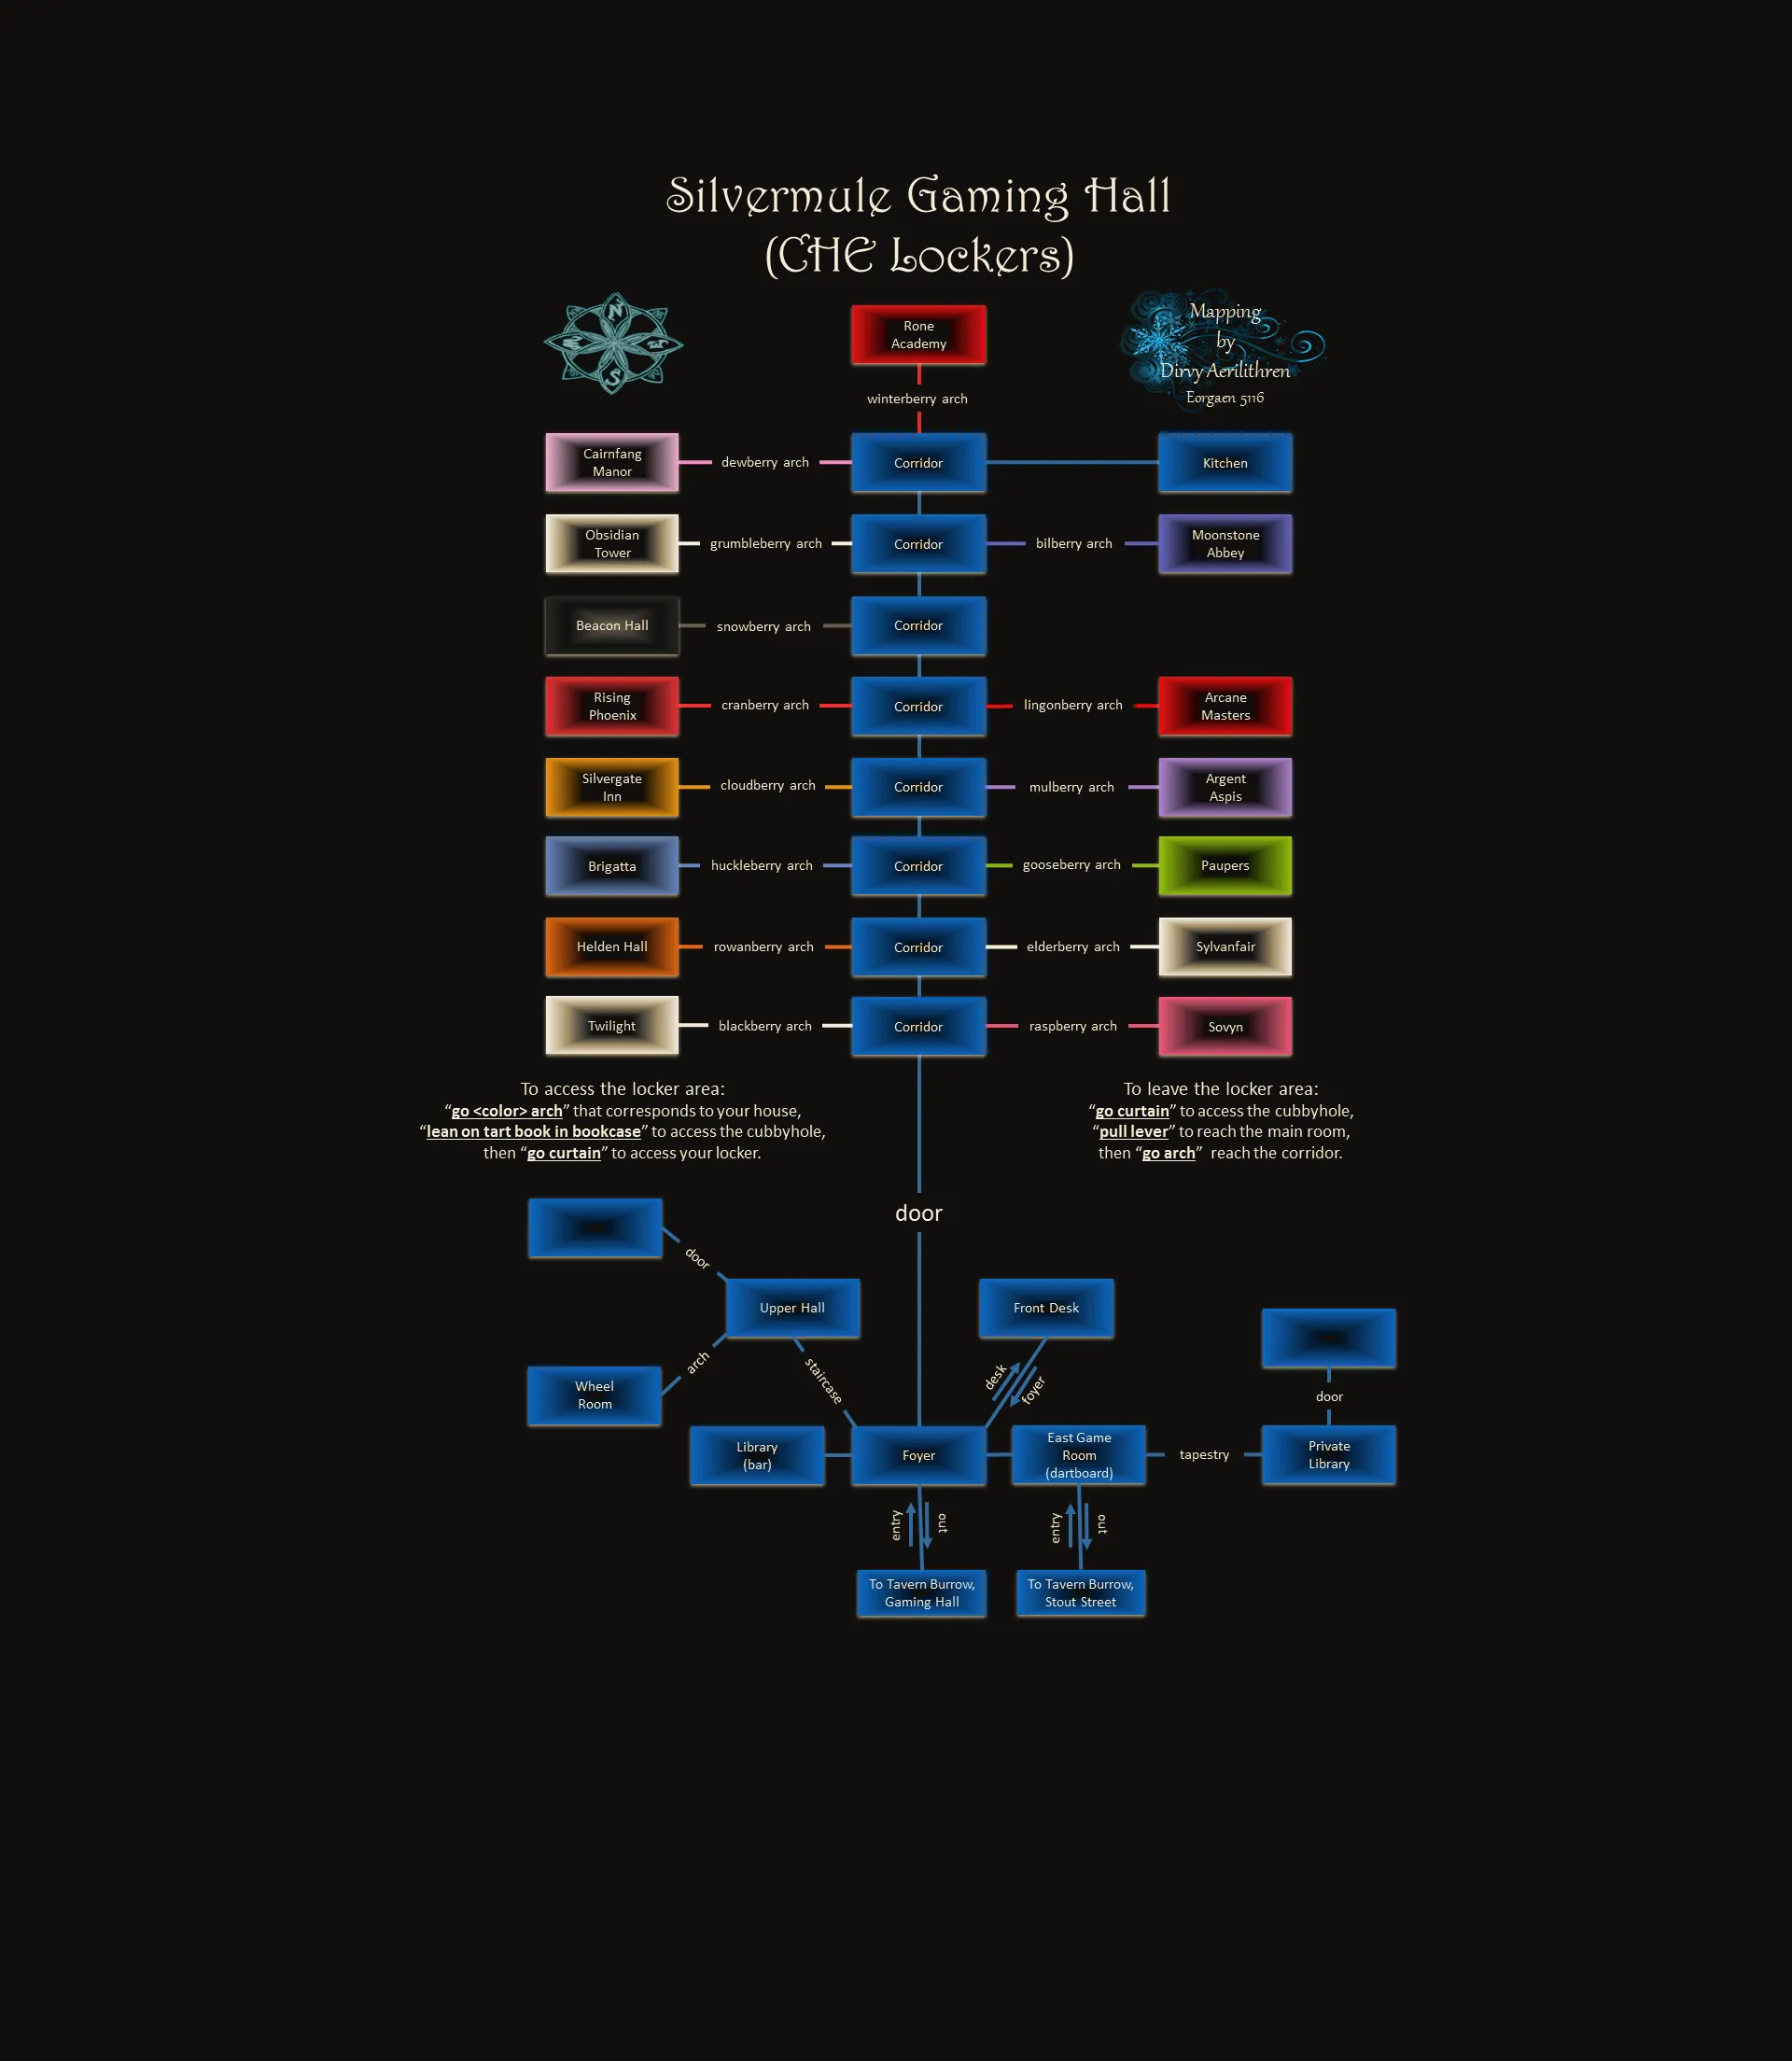 Silvermule Gaming Hall
(CHE Lockers)
N
E
S
W
Mapping
by
Dirvy Aerilithren
Eorgaen 5116
Rone
Academy
winterberry arch
Cairnfang
Manor
dewberry arch
Corridor
Kitchen
Obsidian
Tower
grumbleberry arch
Corridor
bilberry arch
Moonstone
Abbey
Beacon Hall
snowberry arch
Corridor
Rising
Phoenix
cranberry arch
Corridor
lingonberry arch
Arcane
Masters
Silvergate
Inn
cloudberry arch
Corridor
mulberry arch
Argent
Aspis
Brigatta
huckleberry arch
Corridor
gooseberry arch
Paupers
Helden Hall
rowanberry arch
Corridor
elderberry arch
Sylvanfair
Twilight
blackberry arch
Corridor
raspberry arch
Sovyn
To access the locker area:
“go <color> arch” that corresponds to your house,
“lean on tart book in bookcase” to access the cubbyhole,
then “go curtain” to access your locker.
To leave the locker area:
“go curtain” to access the cubbyhole,
“pull lever” to reach the main room,
then “go arch” reach the corridor.
door
door
Upper Hall
Front Desk
arch
Wheel
Room
staircase
desk
foyer
door
Library
(bar)
Foyer
East Game
Room
(dartboard)
tapestry
Private
Library
entry
out
entry
out
To Tavern Burrow,
Gaming Hall
To Tavern Burrow,
Stout Street